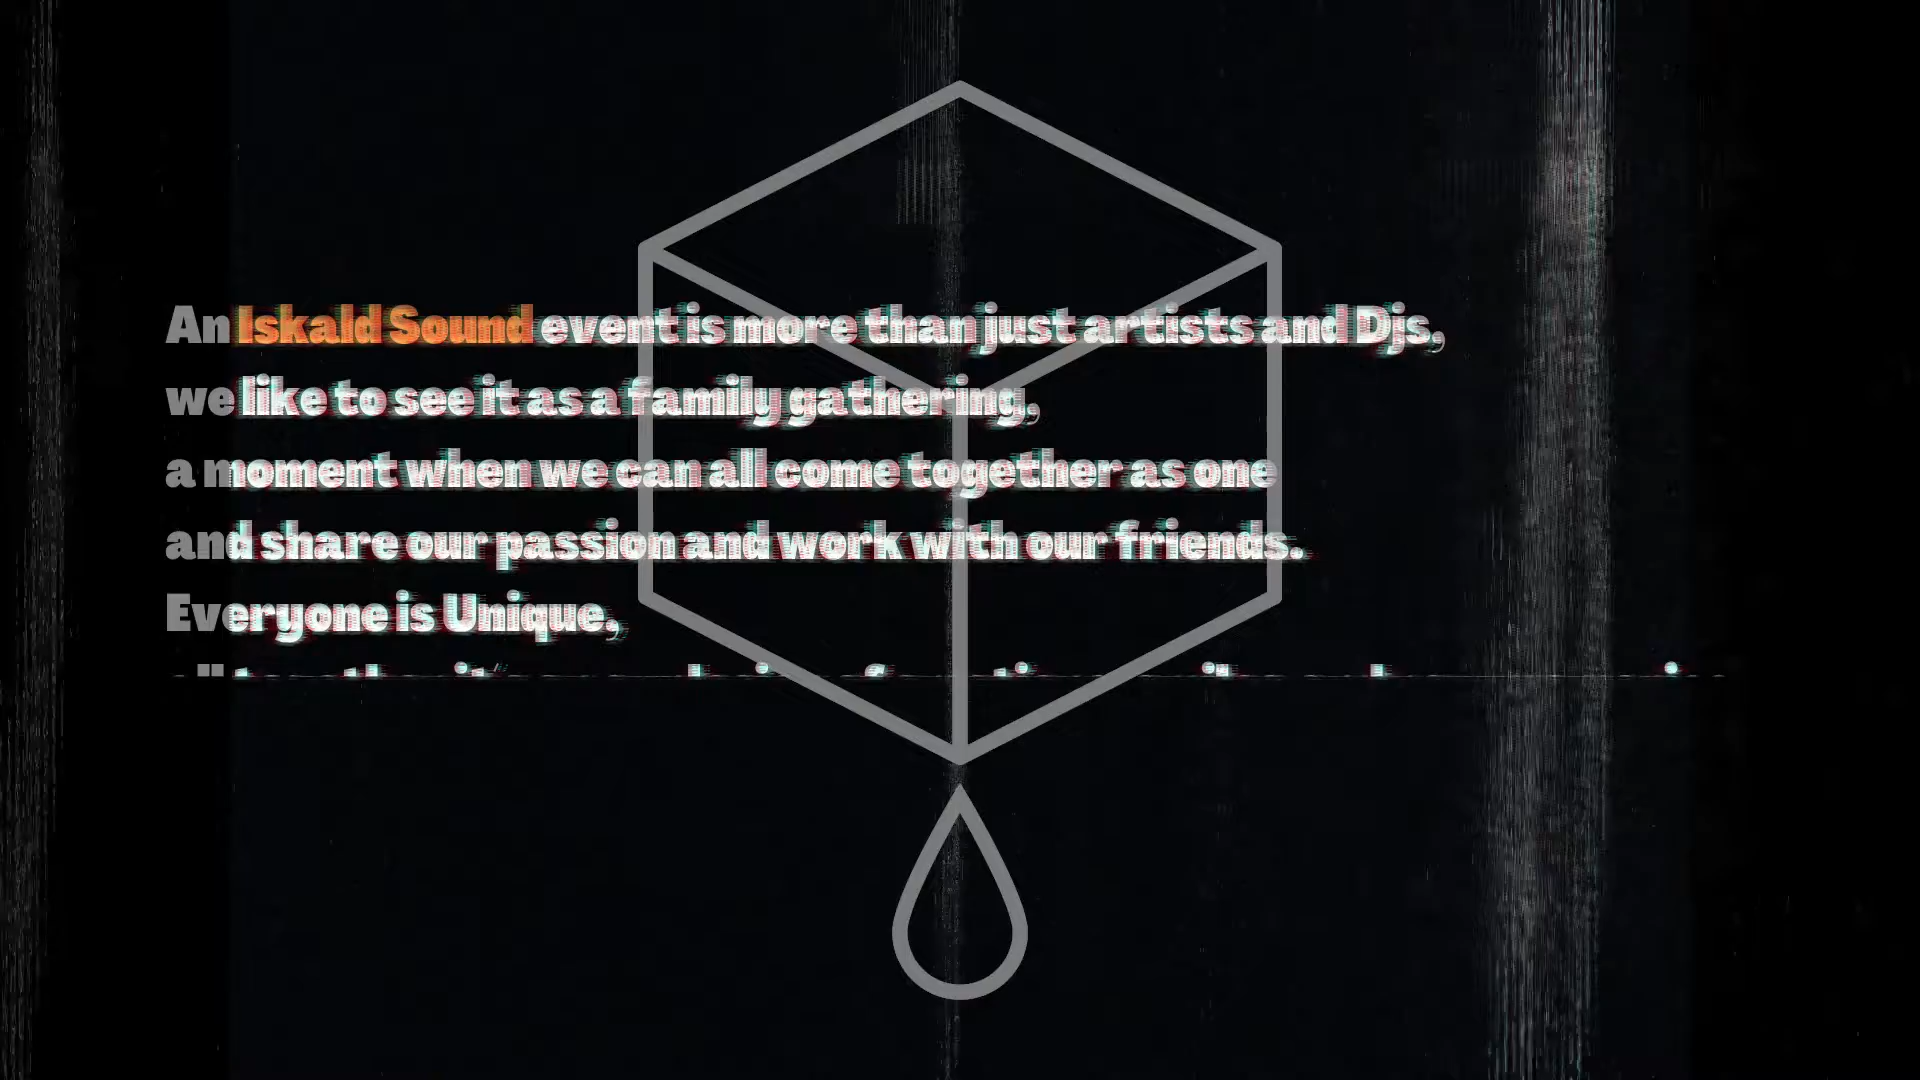 An Iskald Sound event is more than just artists and Djs,
we like to see it as a family gathering,
a moment when we can all come together as one
and share our passion and work with our friends.
Everyone is Unique,